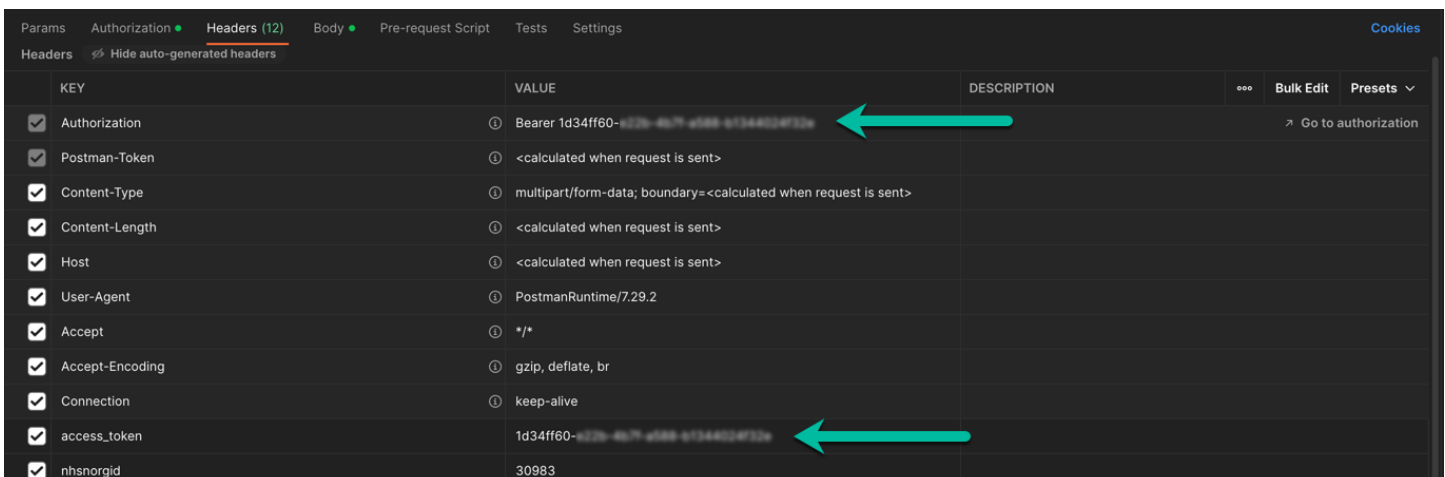 Params Authorization Headers (12) Body Pre-request Script Tests Settings Cookies
Headers Hide auto-generated headers
KEY VALUE DESCRIPTION ooo Bulk Edit Presets
Authorization Bearer 1d34ff60- Go to authorization
Postman-Token <calculated when request is sent>
Content-Type multipart/form-data; boundary=<calculated when request is sent>
Content-Length <calculated when request is sent>
Host <calculated when request is sent>
User-Agent PostmanRuntime/7.29.2
Accept */*
Accept-Encoding gzip, deflate, br
Connection keep-alive
access_token 1d34ff60-
nhsnorgid 30983